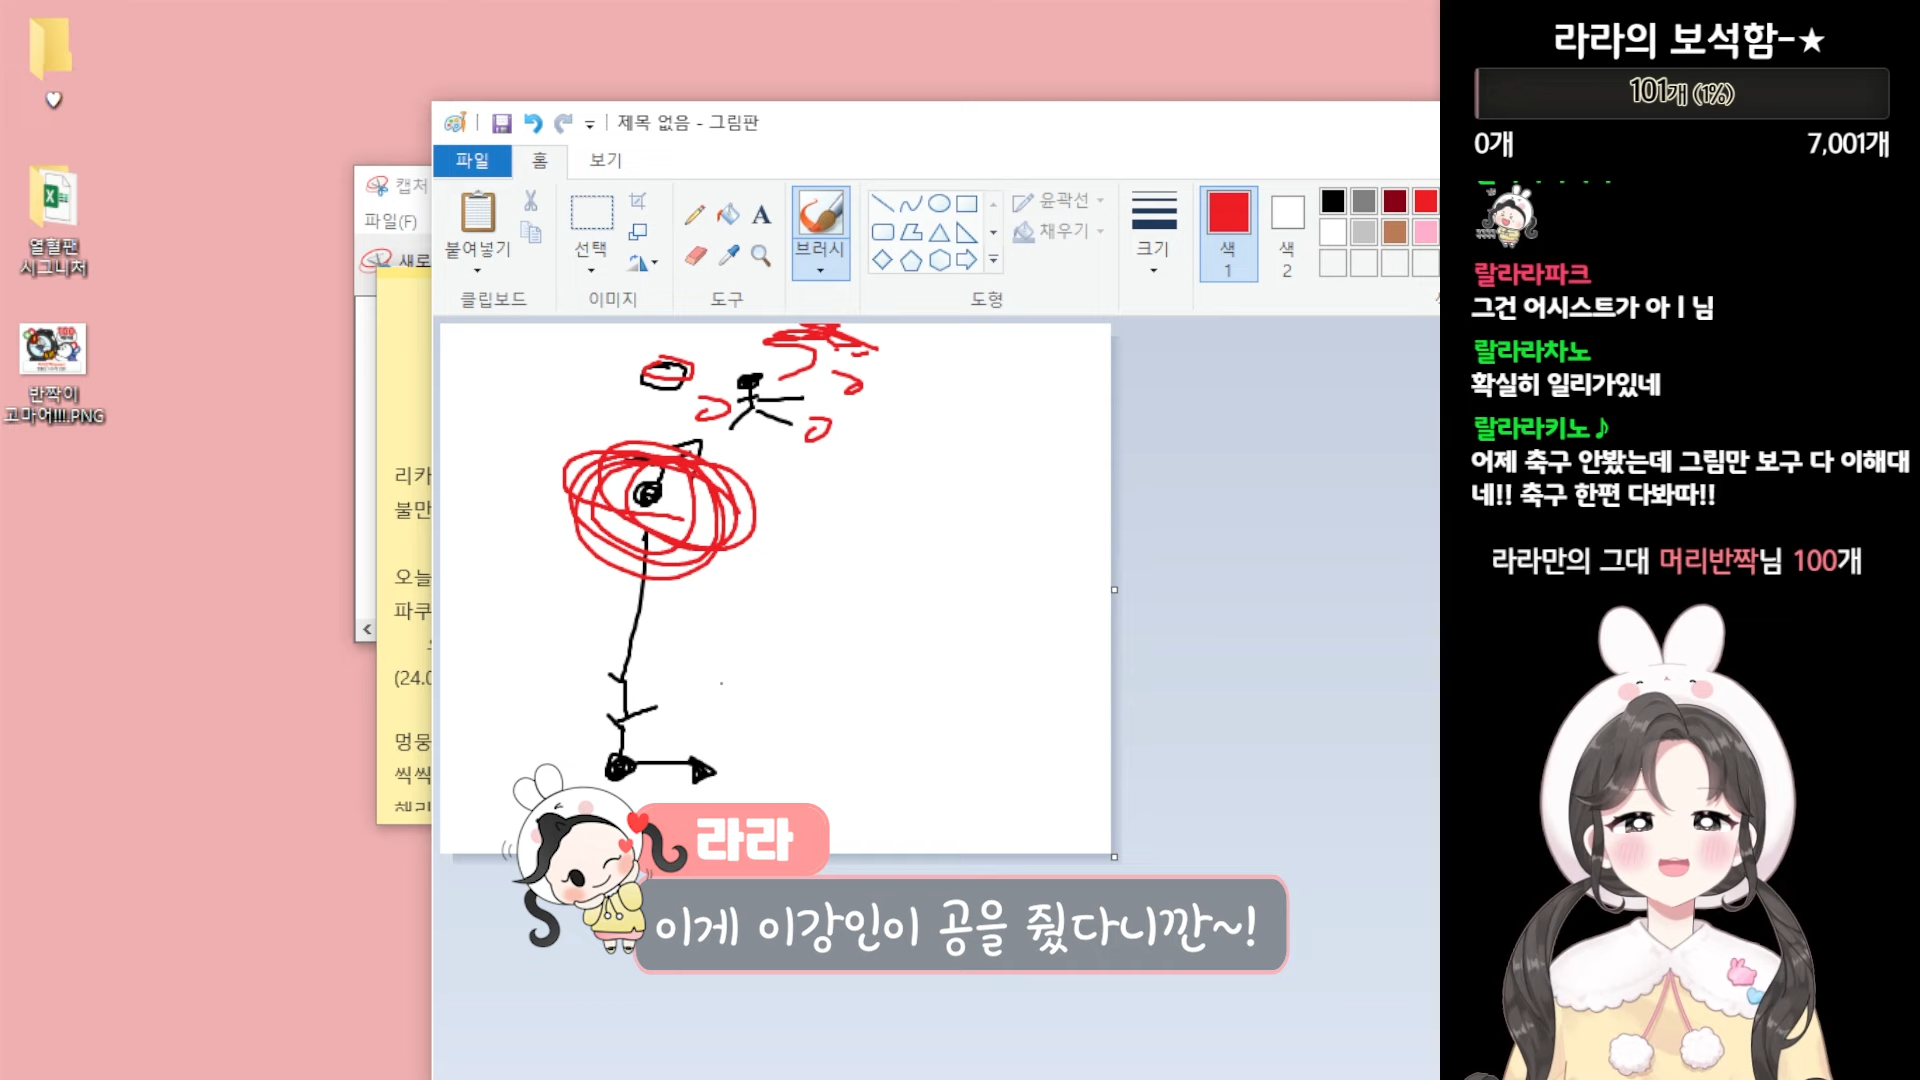 ♥
열혈팬
시그니처
반짝이
고마어!!!.PNG
캡처
파일(F)
새로
리카
불만
오늘
파쿠
(24.0
멍뭉
씩씩
해리
제목 없음 - 그림판
파일
홈
보기
붙여넣기
클립보드
선택
이미지
A
도구
브러시
윤곽선
채우기
도형
크기
색
1
색
2
라라
이게 이강인이 공을 줬다니깐~!
라라의 보석함-★
101개 (1%)
0개
7,001개
랄라라파크
그건 어시스트가 아ㅣ님
랄라라차노
확실히 일리가있네
랄라라키노♪
어제 축구 안봤는데 그림만 보구 다 이해대
네!! 축구 한편 다봐따!!
라라만의 그대 머리반짝님 100개